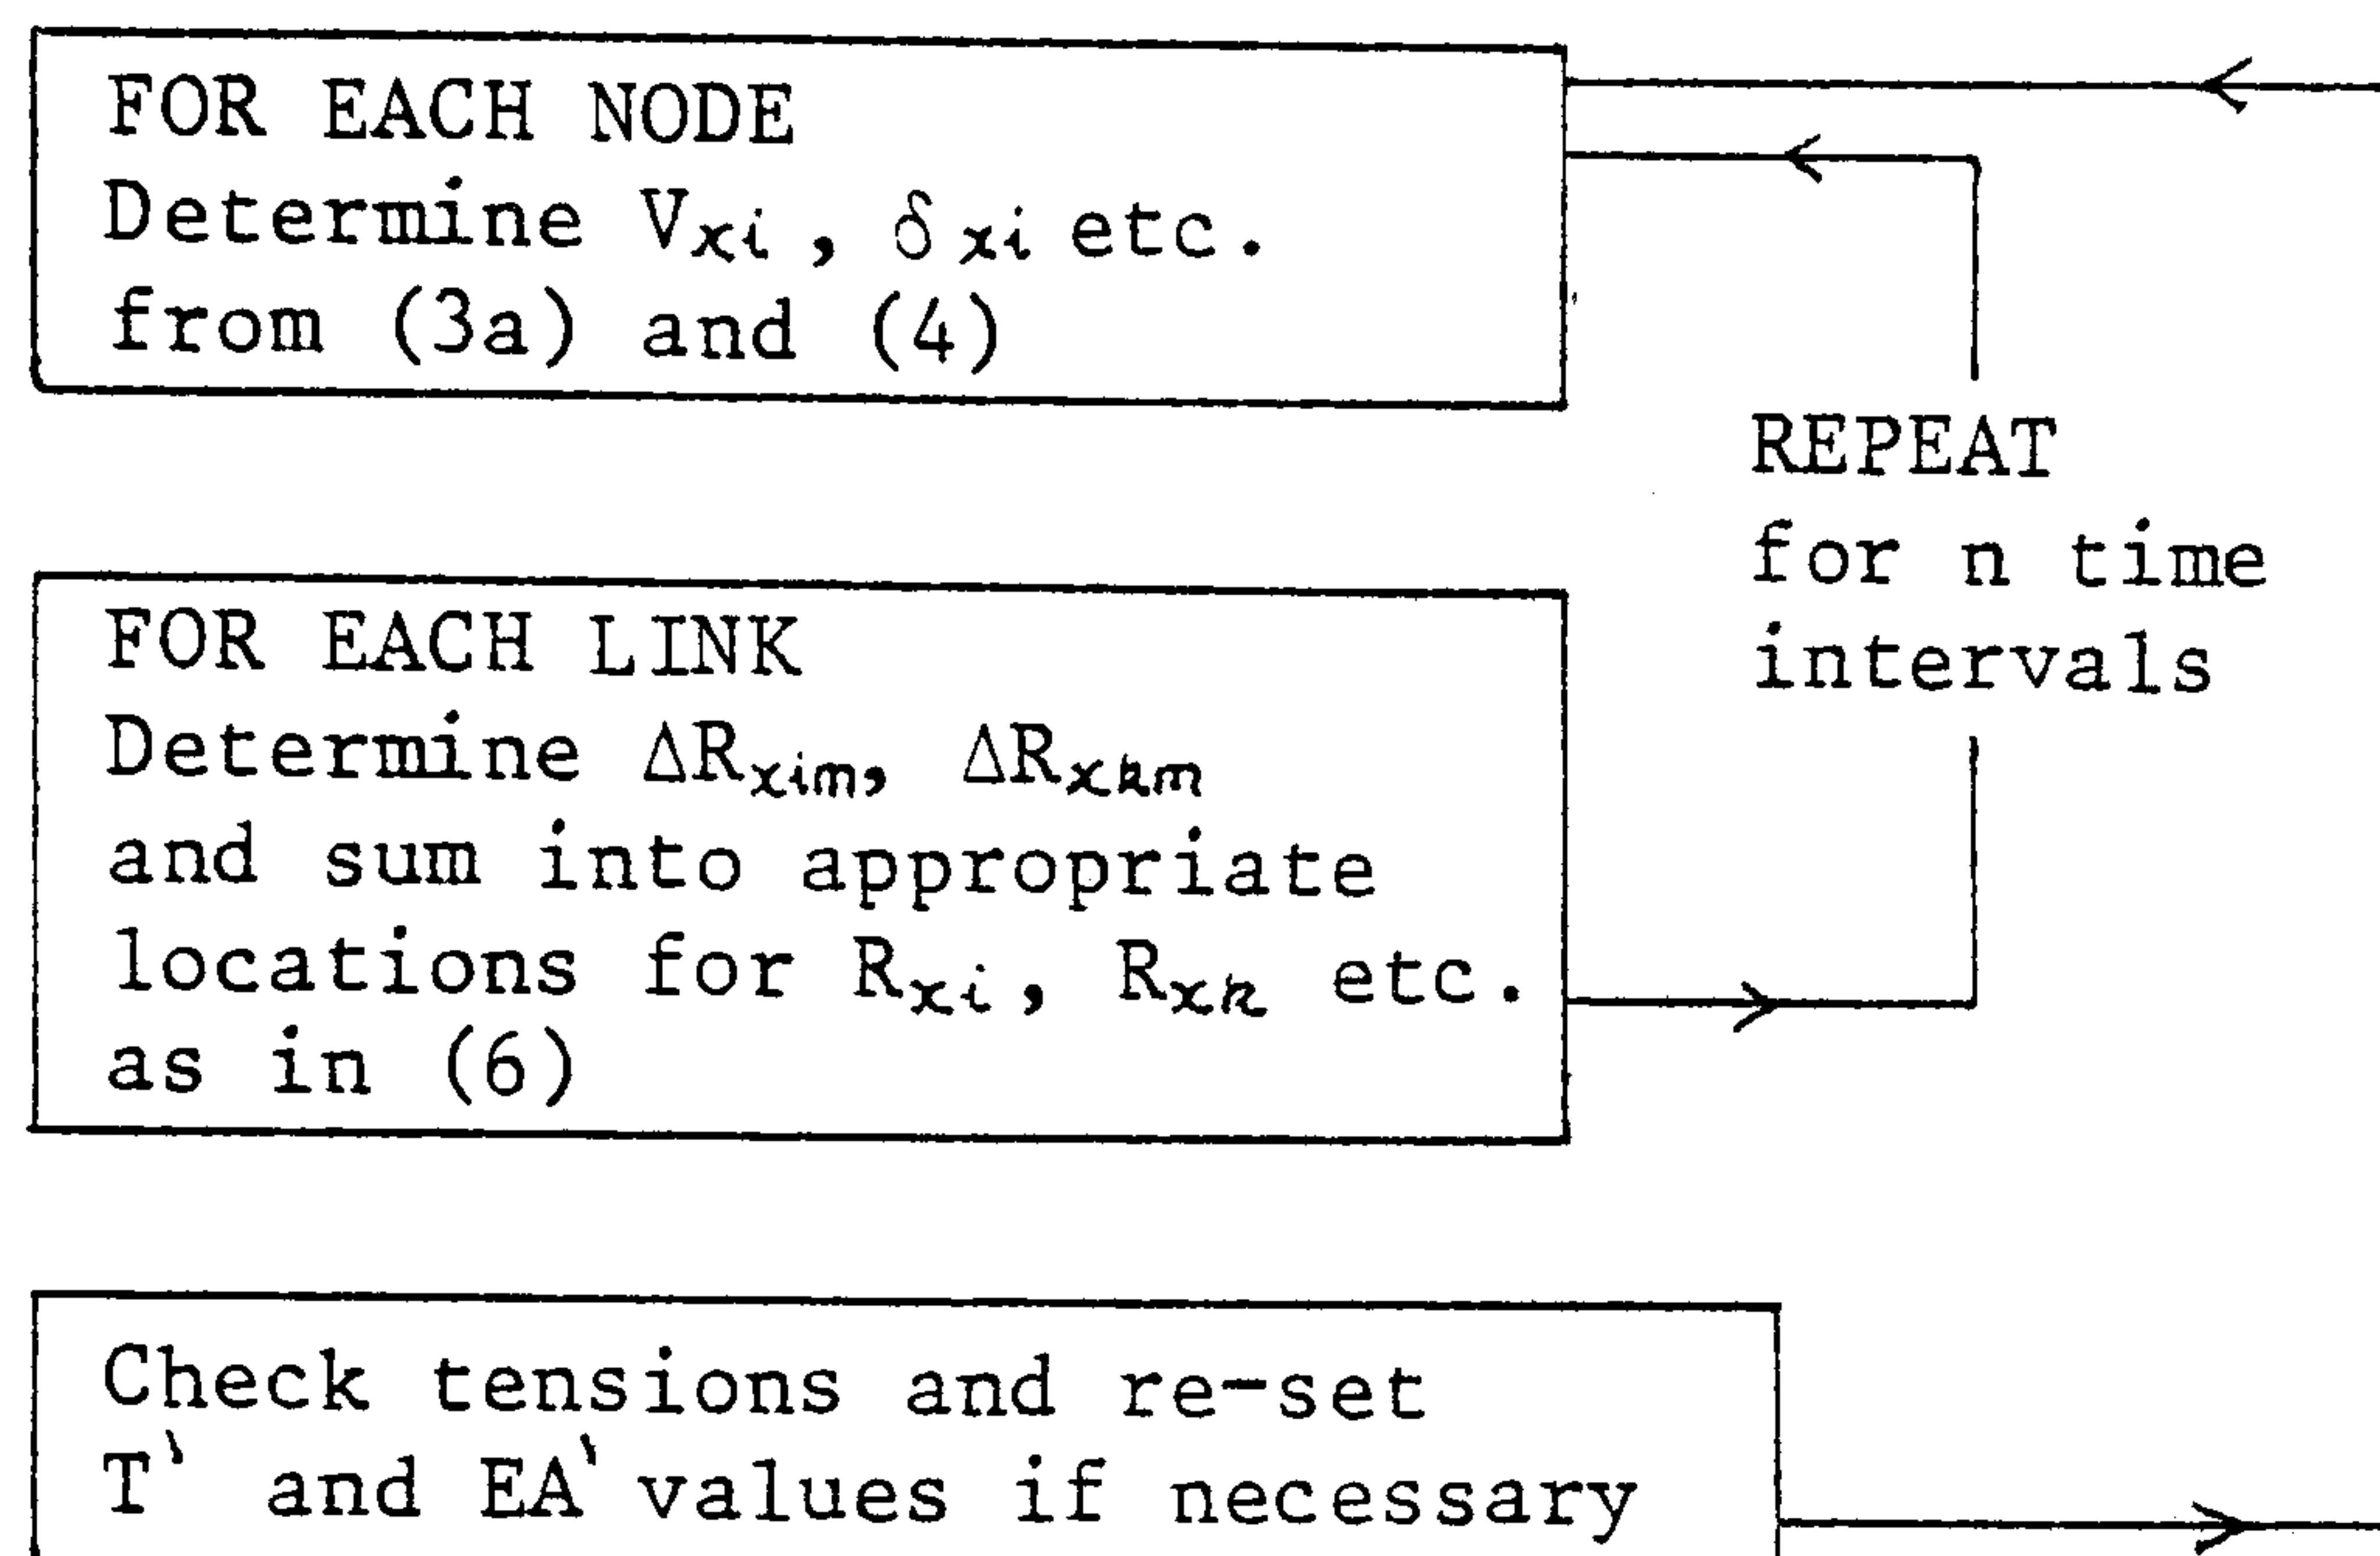 FOR EACH NODE
Determine Vxi, δxi etc.
from (3a) and (4)
REPEAT
for n time
intervals
FOR EACH LINK
Determine ΔRxim, ΔRxkm
and sum into appropriate
locations for Rxi, Rxk etc.
as in (6)
Check tensions and re-set
T' and EA' values if necessary